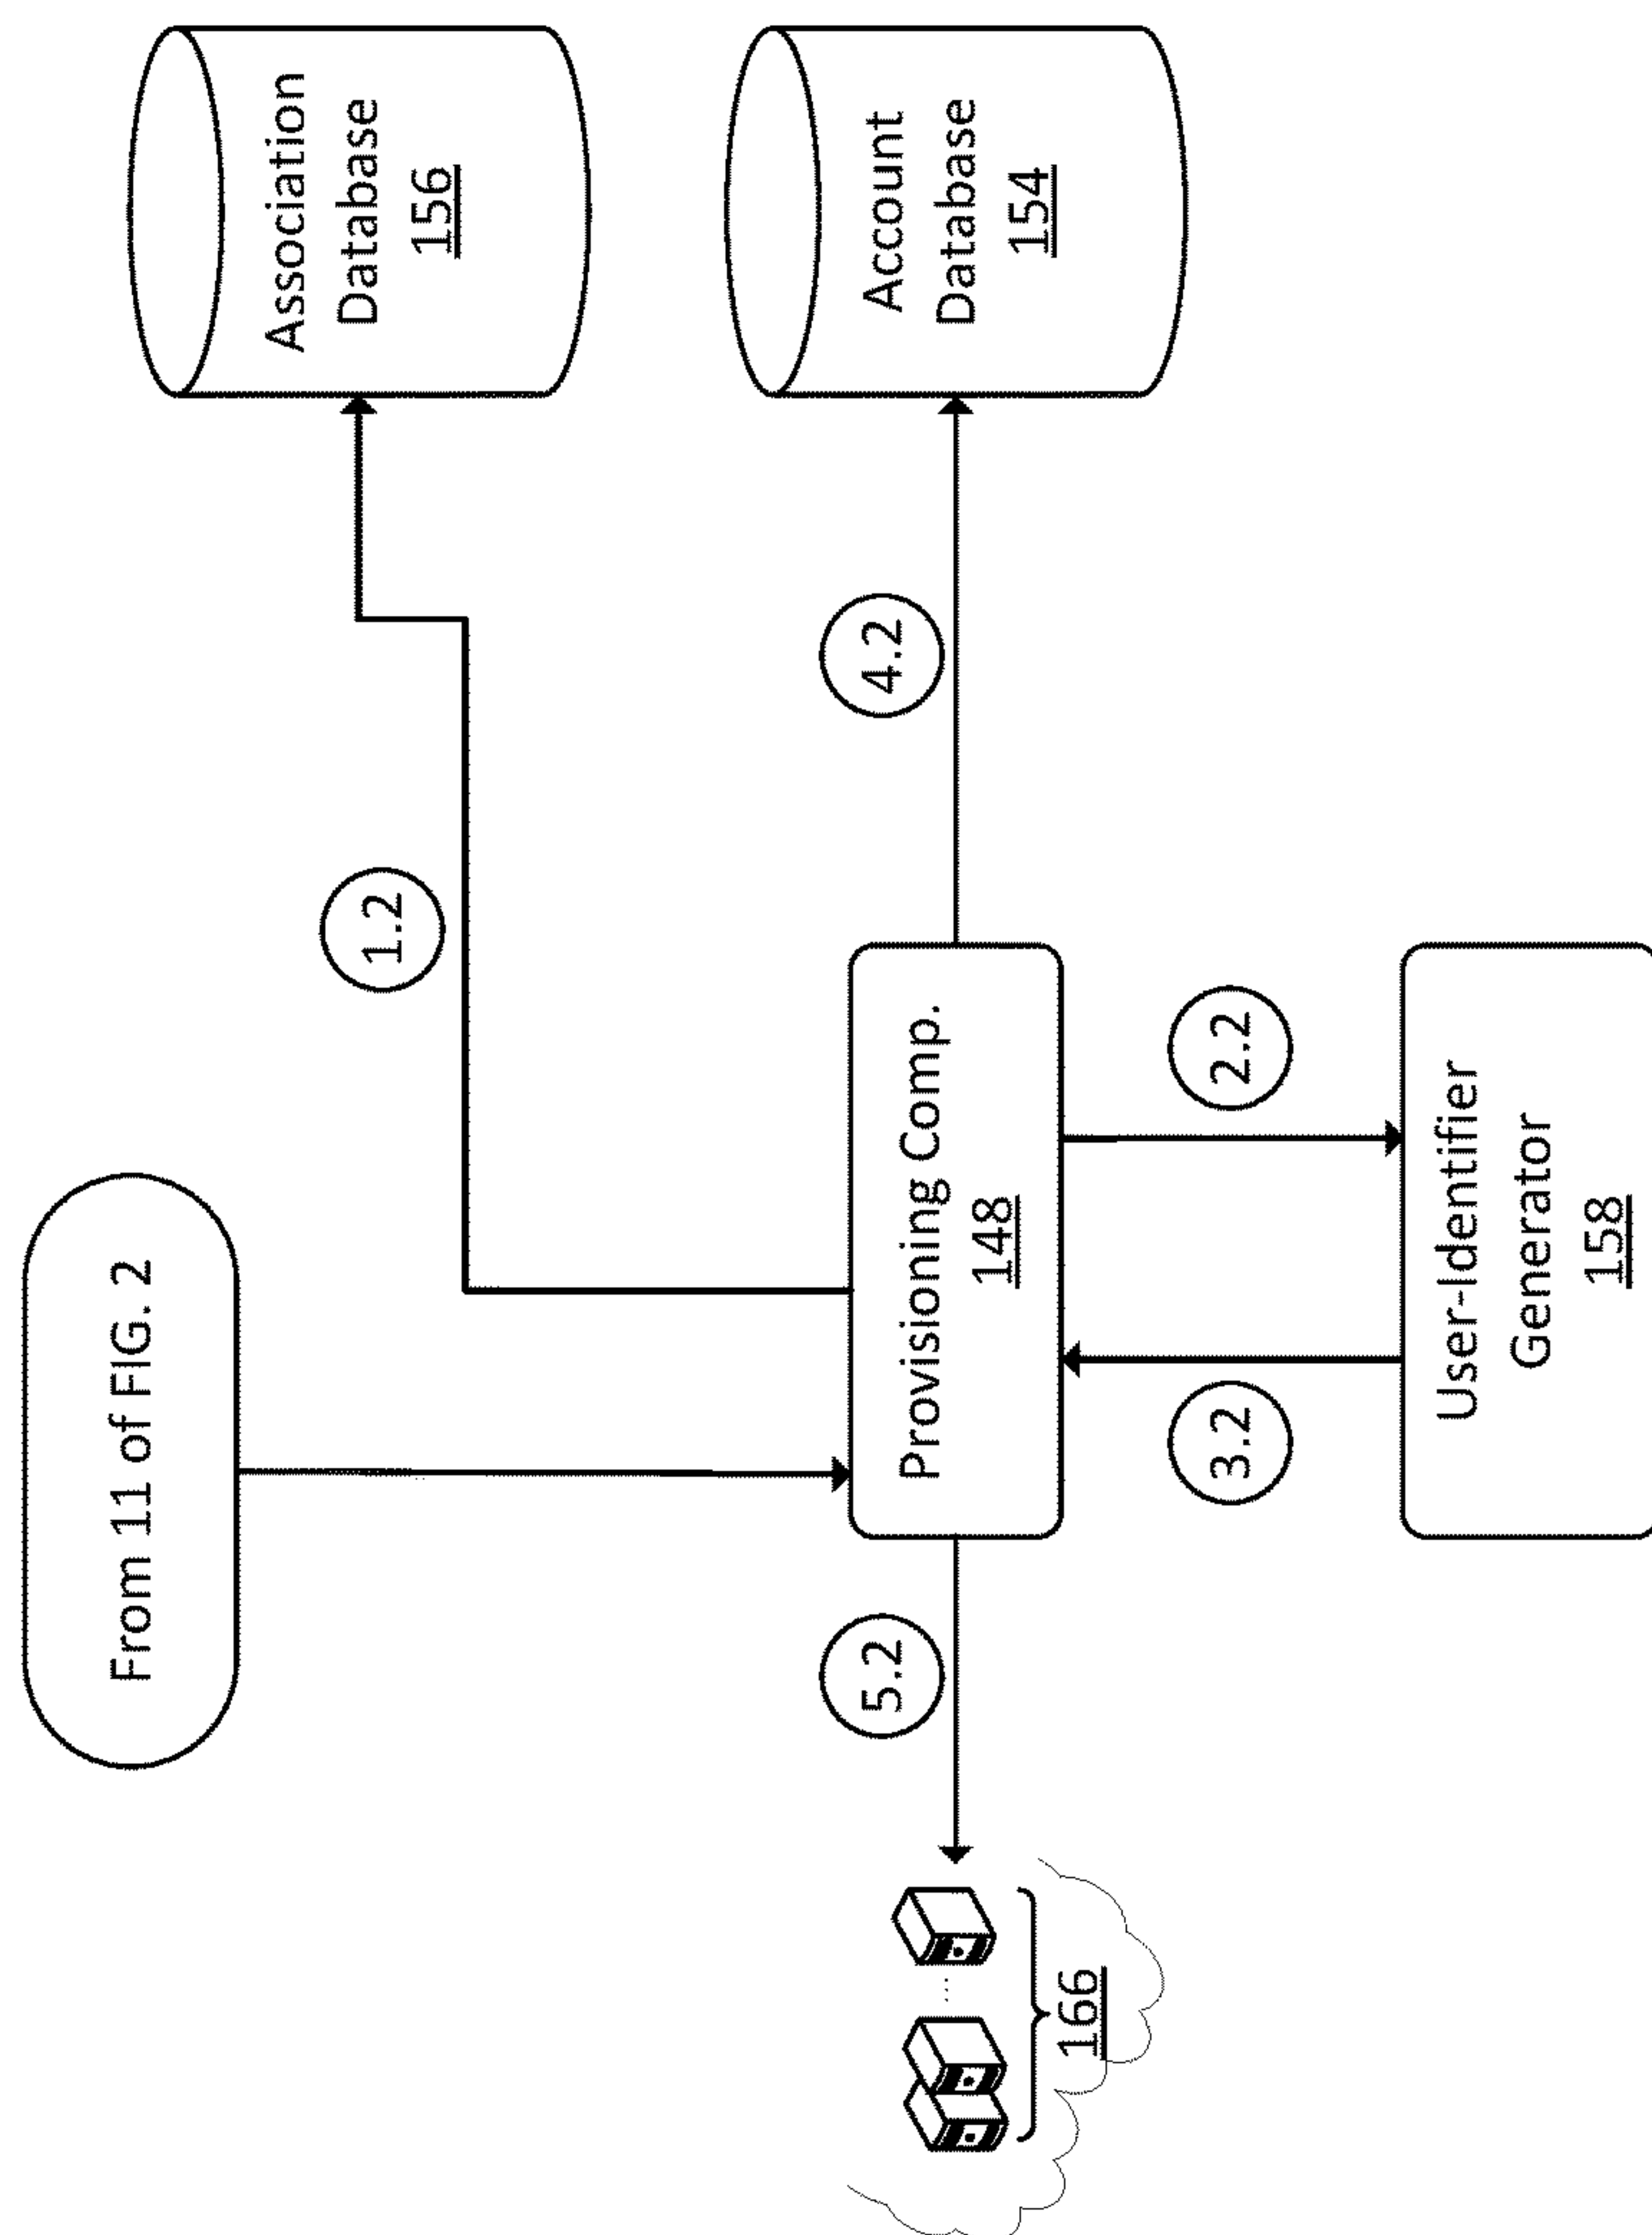 From 11 of FIG. 2
1.2
Association
Database
156
5.2
Provisioning Comp.
148
4.2
Account
Database
154
166
3.2
2.2
User-Identifier
Generator
158